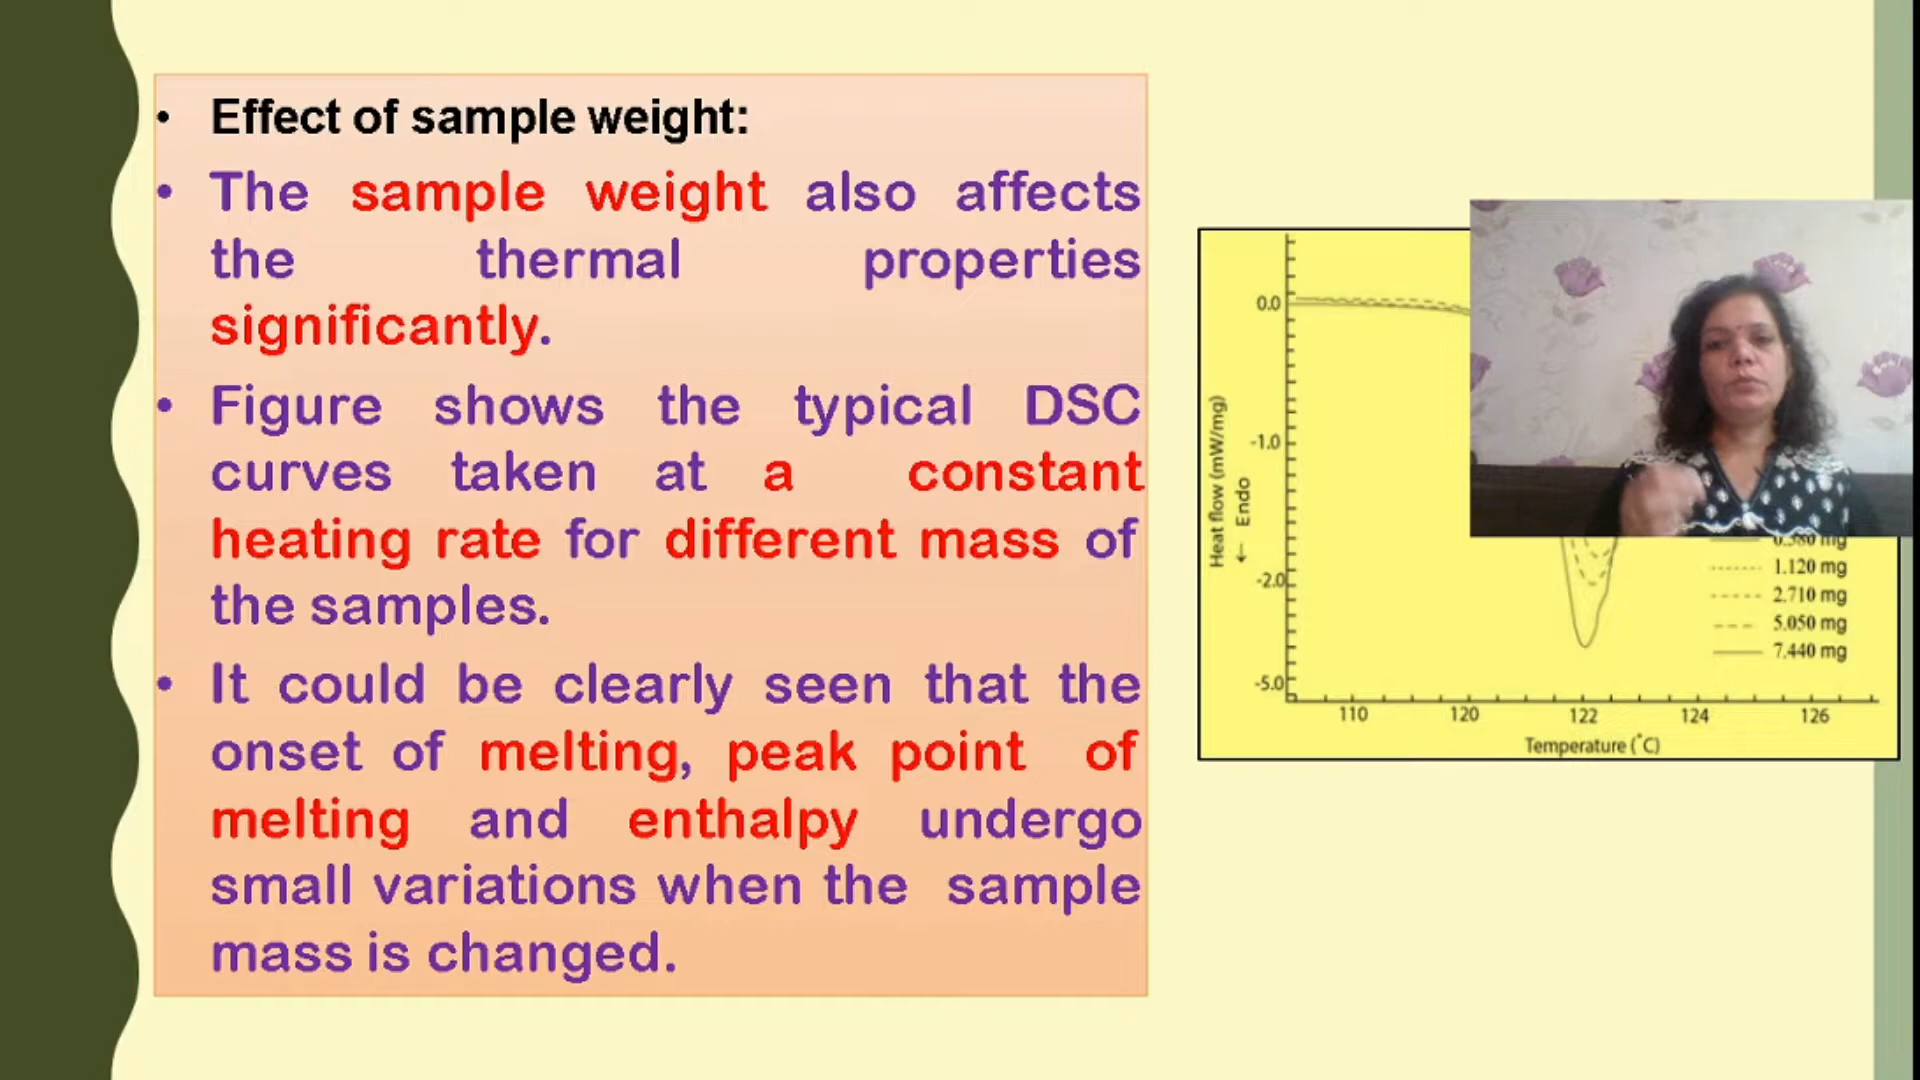 • Effect of sample weight:
• The sample weight also affects
the thermal properties
significantly.
• Figure shows the typical DSC
curves taken at a constant
heating rate for different mass of
the samples.
• It could be clearly seen that the
onset of melting, peak point of
melting and enthalpy undergo
small variations when the sample
mass is changed.
0.0
-1.0
-2.0
-5.0
Heat flow (mW/mg)
← Endo
1.120 mg
2.710 mg
5.050 mg
7.440 mg
110 120 122 124 126
Temperature (°C)